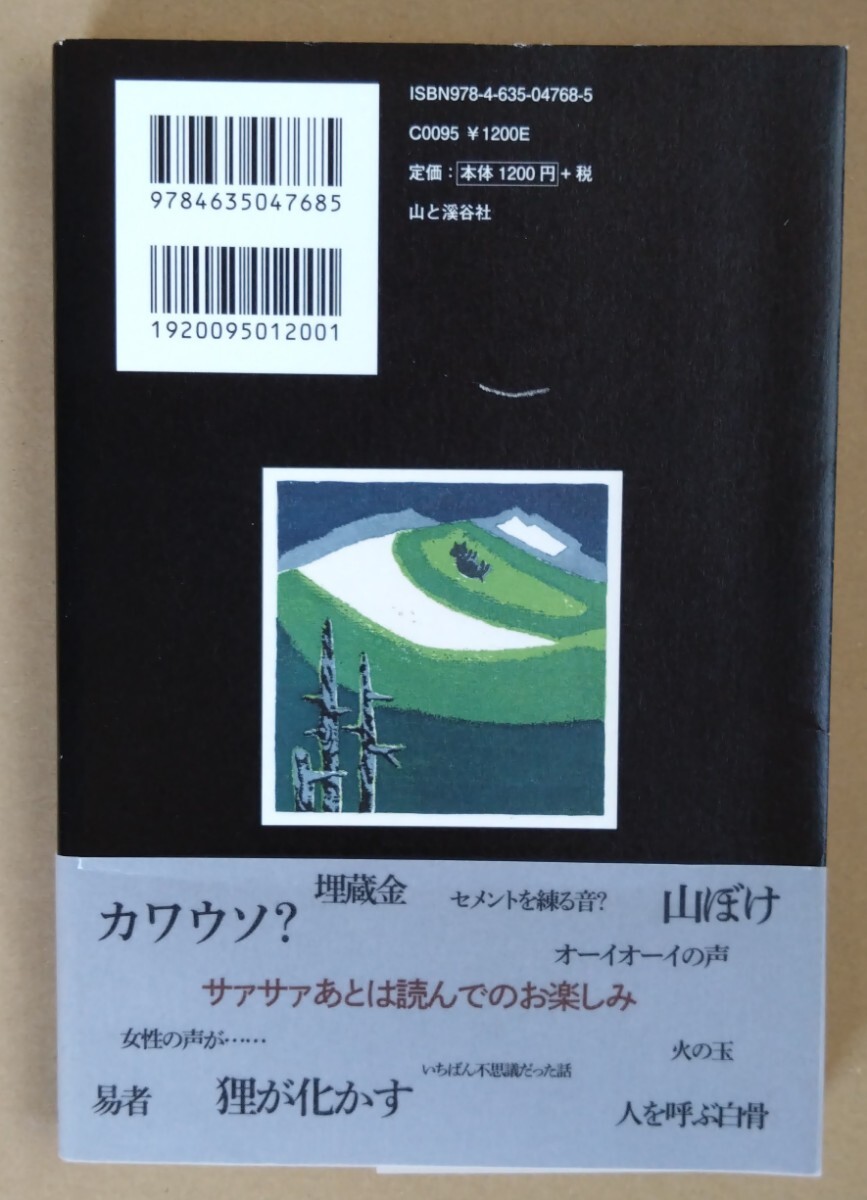 ISBN978-4-635-04768-5
C0095 ¥1200E
定価：本体1200円+税
山と溪谷社
9784635047685
1920095012001
埋蔵金
セメントを練る音?
山ぼけ
カワウソ?
オーイオーイの声
サァサァあとは読んでのお楽しみ
女性の声が……
火の玉
いちばん不思議だった話
易者
狸が化かす
人を呼ぶ白骨